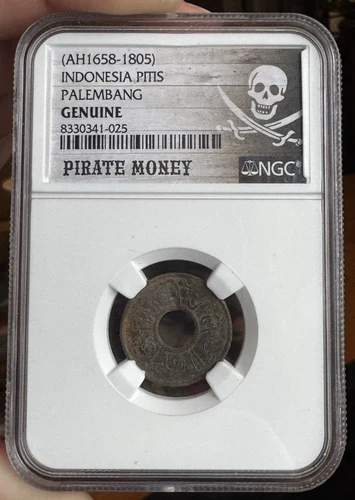 (AH1658-1805)
INDONESIA PITIS
PALEMBANG
GENUINE
8330341-025
PIRATE MONEY
NGC®